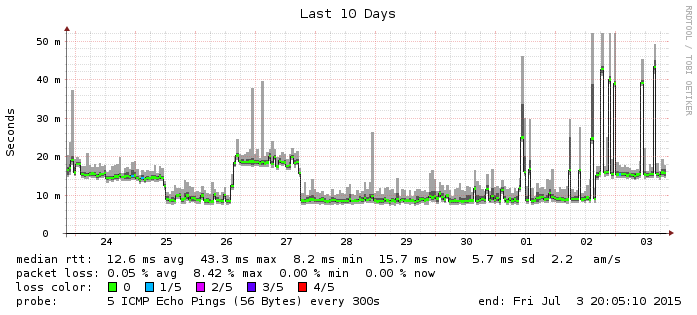 Last 10 Days
RRDTOOL / TOBI OETIKER
Seconds
50 m
40 m
30 m
20 m
10 m
0
24 25 26 27 28 29 30 01 02 03
median rtt: 12.6 ms avg 43.3 ms max 8.2 ms min 15.7 ms now 5.7 ms sd 2.2 am/s
packet loss: 0.05 % avg 8.42 % max 0.00 % min 0.00 % now
loss color: 0 1/5 2/5 3/5 4/5
probe: 5 ICMP Echo Pings (56 Bytes) every 300s end: Fri Jul 3 20:05:10 2015